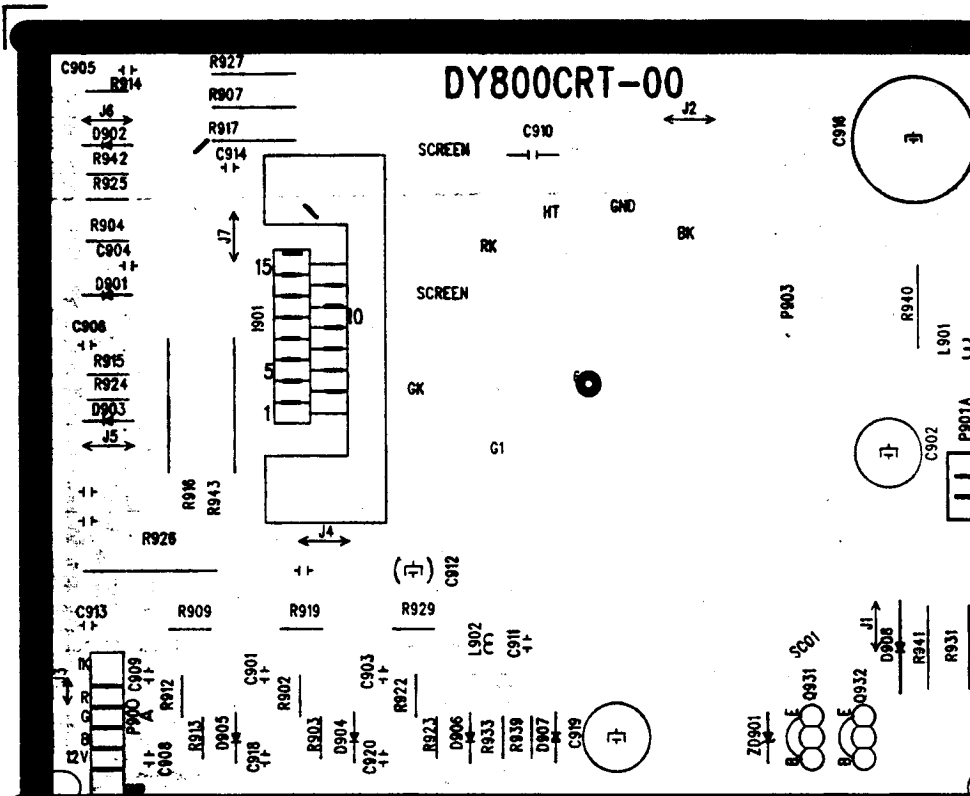 C905
R914
R927
R907
R917
DY800CRT-00
J6
D902
R942
R925
C914
SCREEN
C910
J2
C916
R904
C904
D901
J7
HT
GND
RK
BK
SCREEN
15
10
5
1
I901
P903
R940
L901
C906
R915
R924
D903
J5
GK
G1
P901A
C902
R916
R943
R926
J4
C912
C913
R909
R919
R929
L902
C911
J1
D908
R941
R931
SC01
Q931
Q932
R
G
B
12V
P900
A
C909
C908
R912
R913
D905
C901
C918
R902
R903
D904
C903
C920
R922
R923
D906
R933
R939
D907
C919
ZD901
E
B
E
B